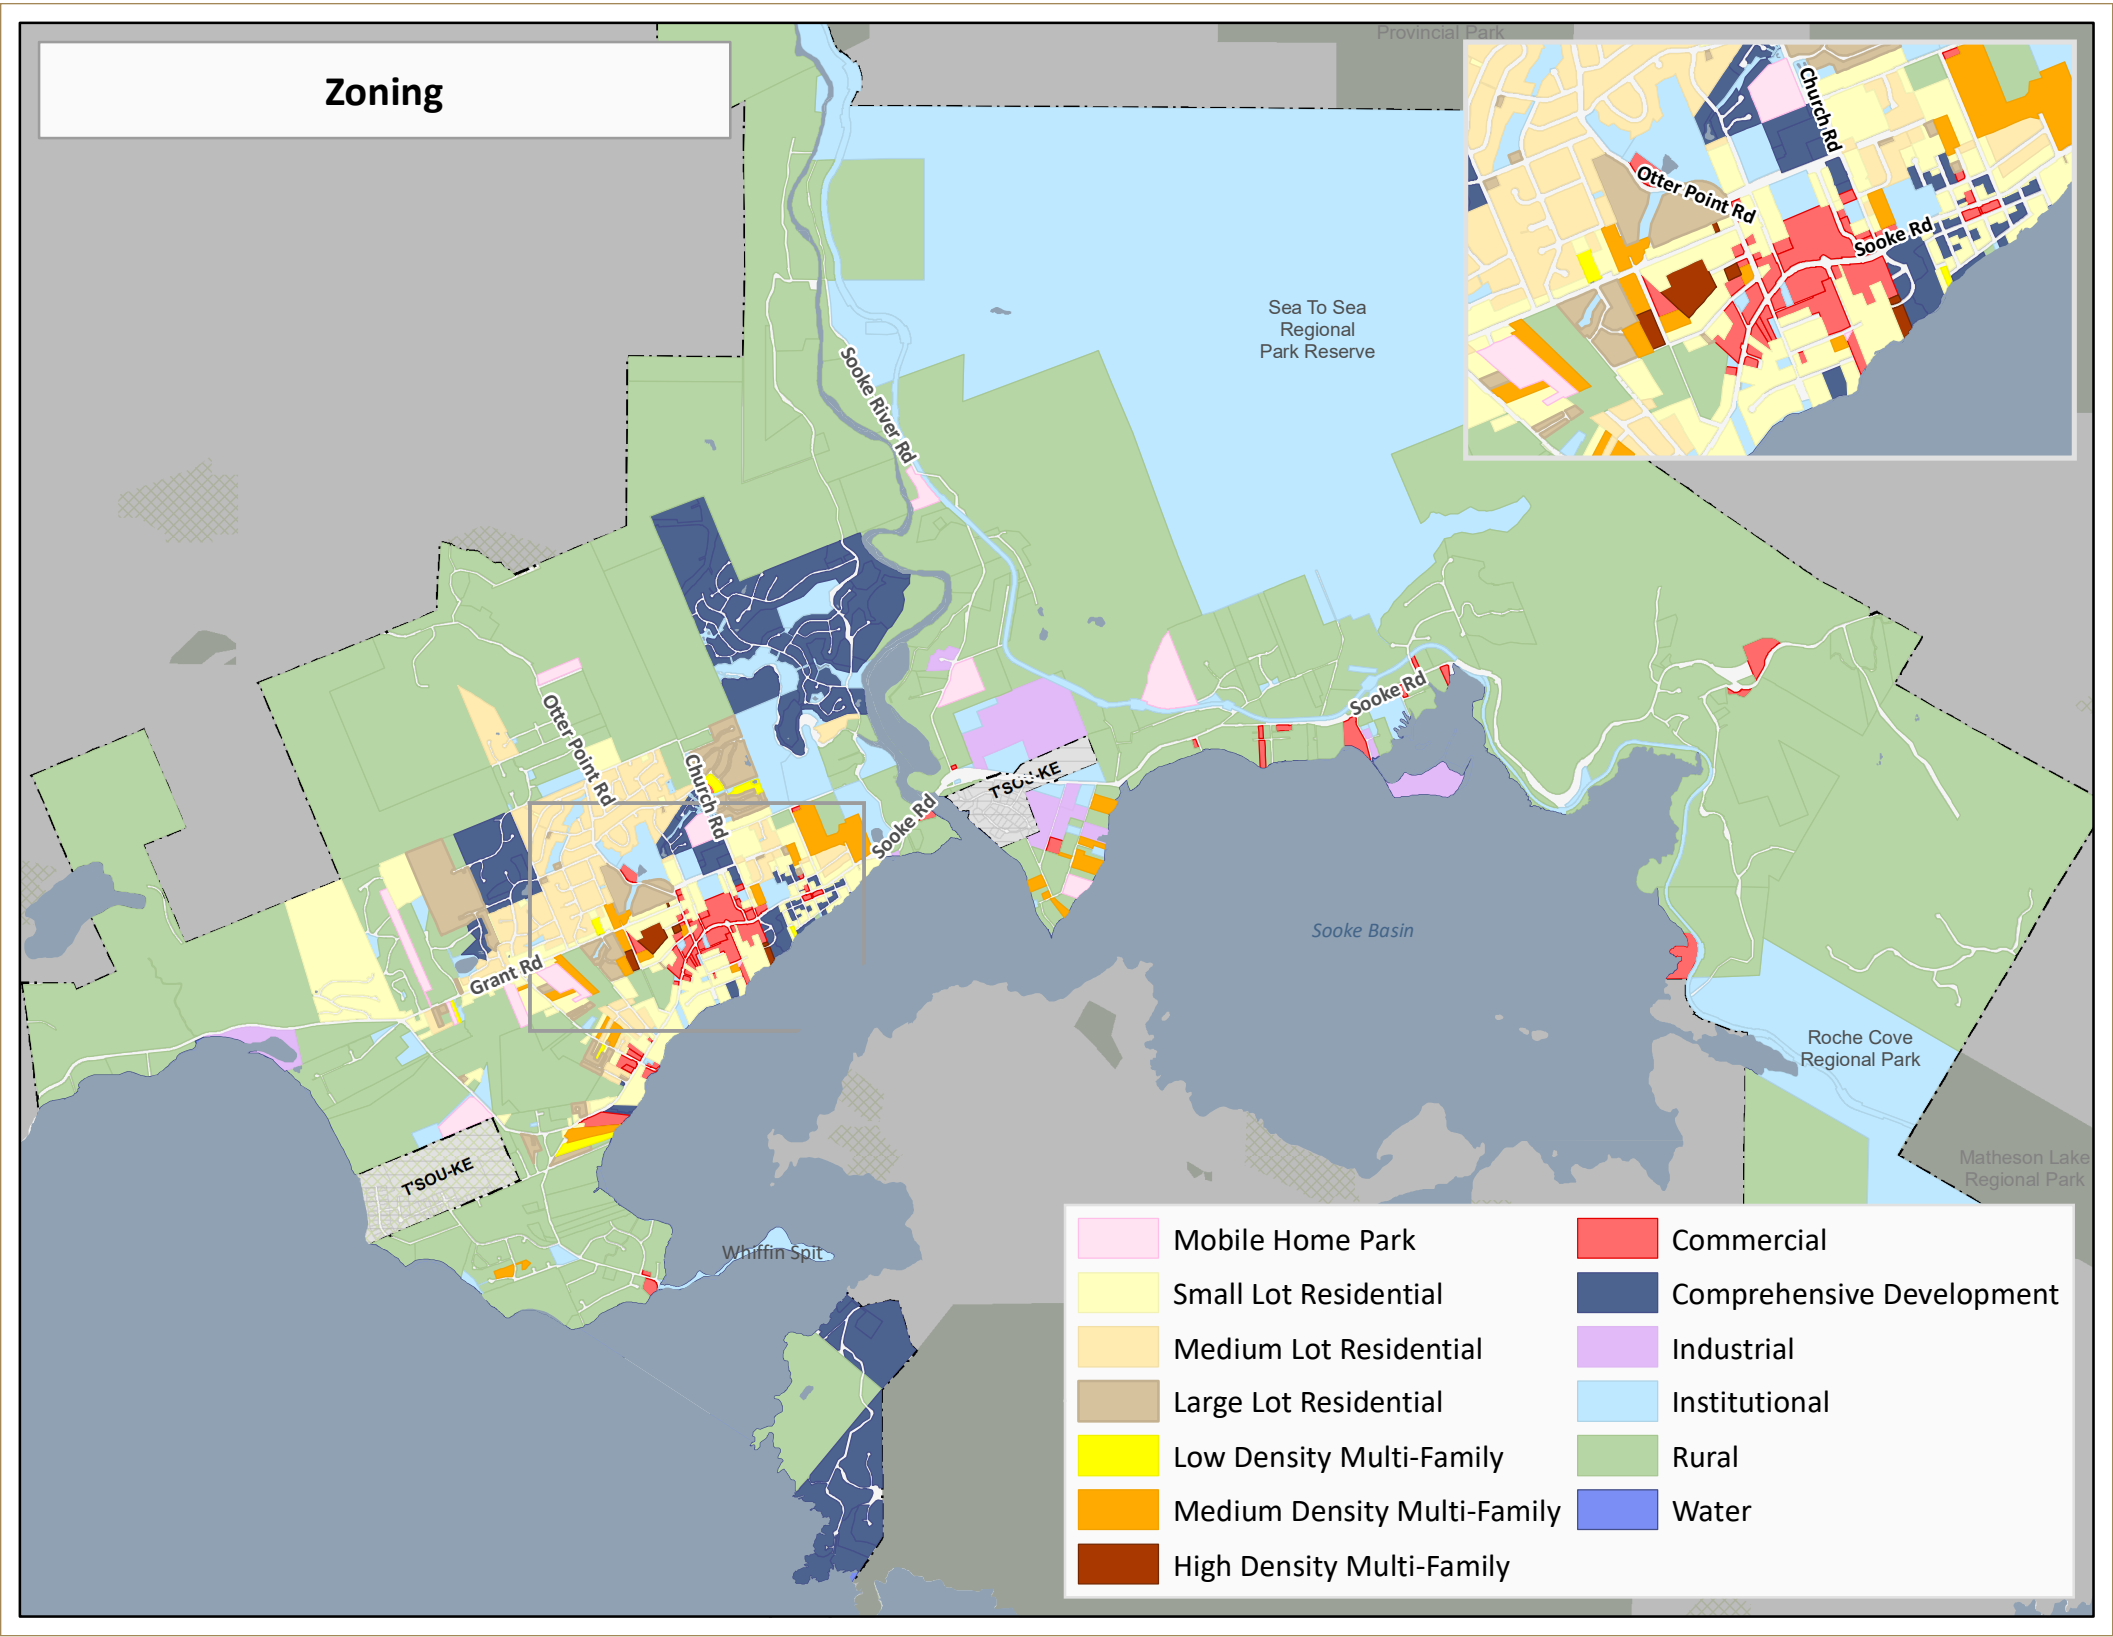 Zoning
Provincial Park
Church Rd
Otter Point Rd
Sooke Rd
Sea To Sea
Regional
Park Reserve
Sooke River Rd
Otter Point Rd
Church Rd
Sooke Rd
T'SOU-KE
Sooke Rd
Grant Rd
Sooke Basin
Roche Cove
Regional Park
Matheson Lake
Regional Park
T'SOU-KE
Whiffin Spit
Mobile Home Park
Small Lot Residential
Medium Lot Residential
Large Lot Residential
Low Density Multi-Family
Medium Density Multi-Family
High Density Multi-Family
Commercial
Comprehensive Development
Industrial
Institutional
Rural
Water